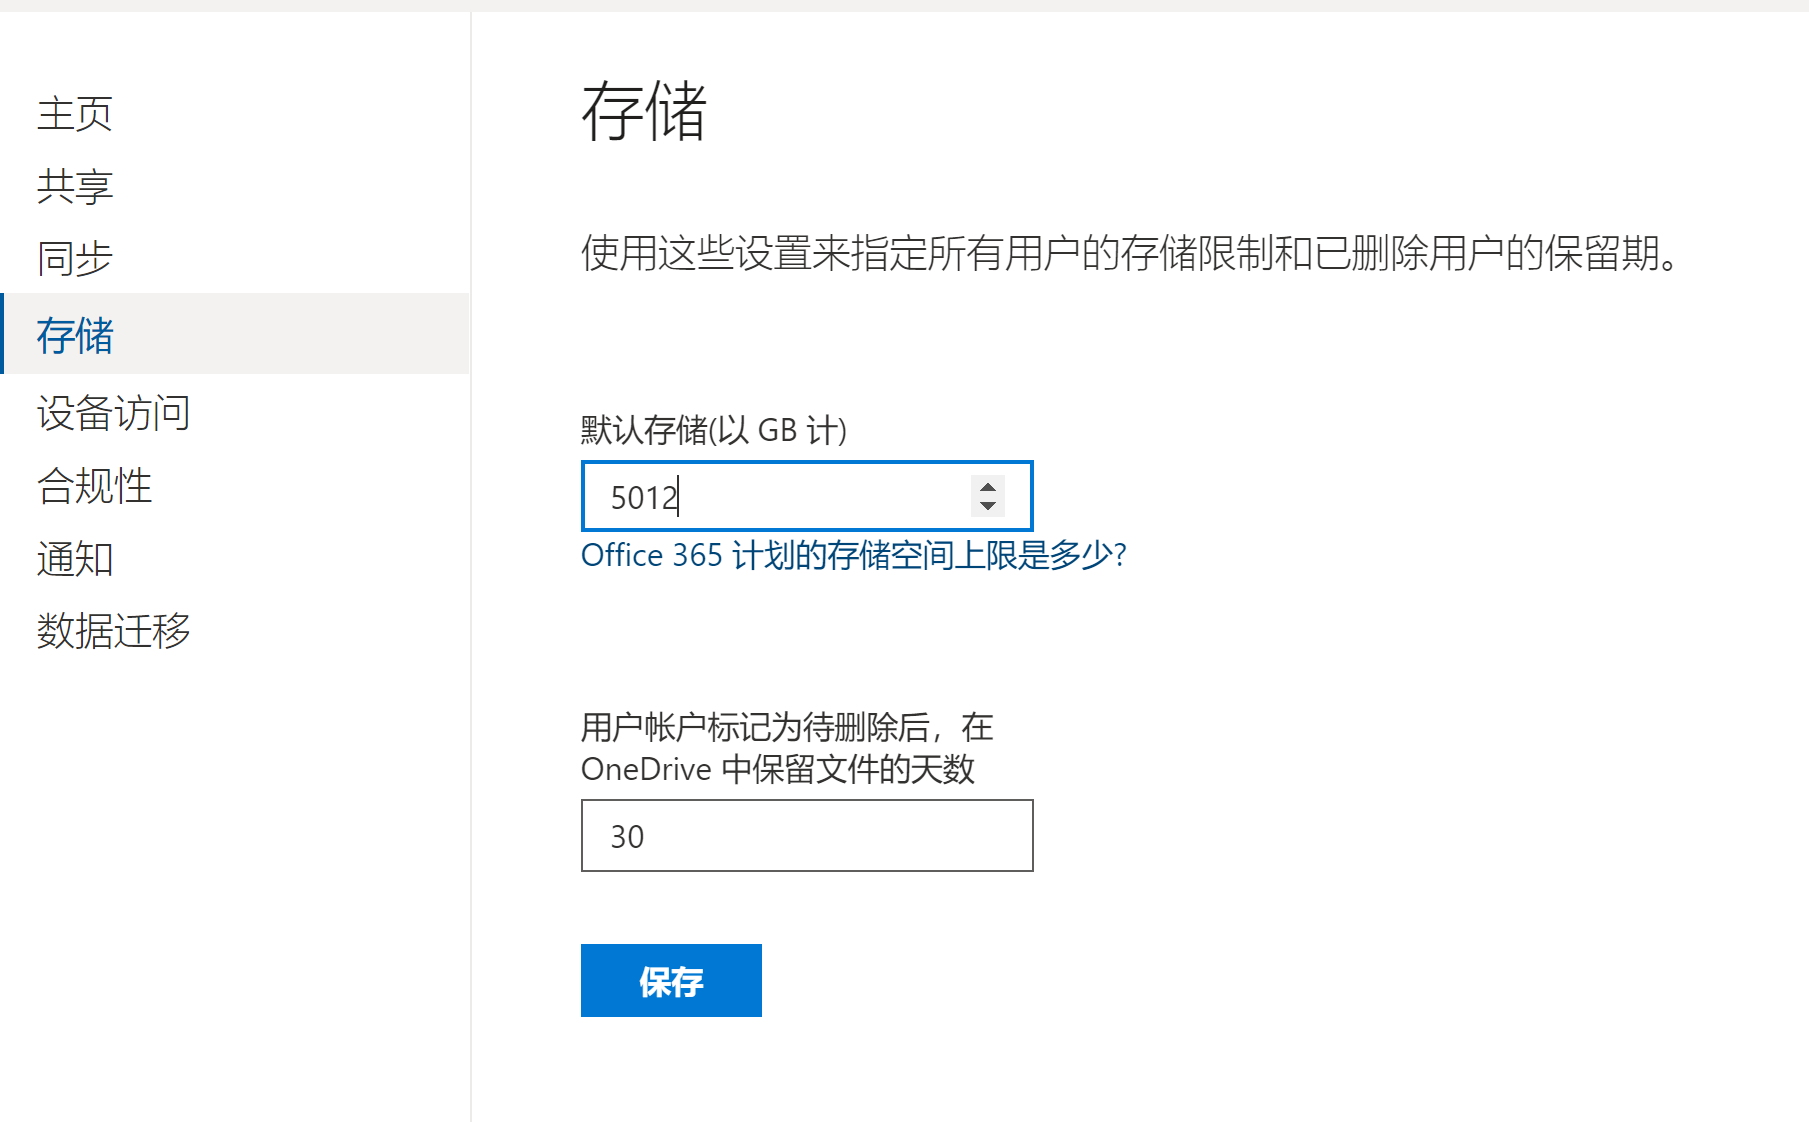 主页
共享
同步
存储
设备访问
合规性
通知
数据迁移
存储
使用这些设置来指定所有用户的存储限制和已删除用户的保留期。
默认存储(以 GB 计)
5012
Office 365 计划的存储空间上限是多少?
用户帐户标记为待删除后，在
OneDrive 中保留文件的天数
30
保存